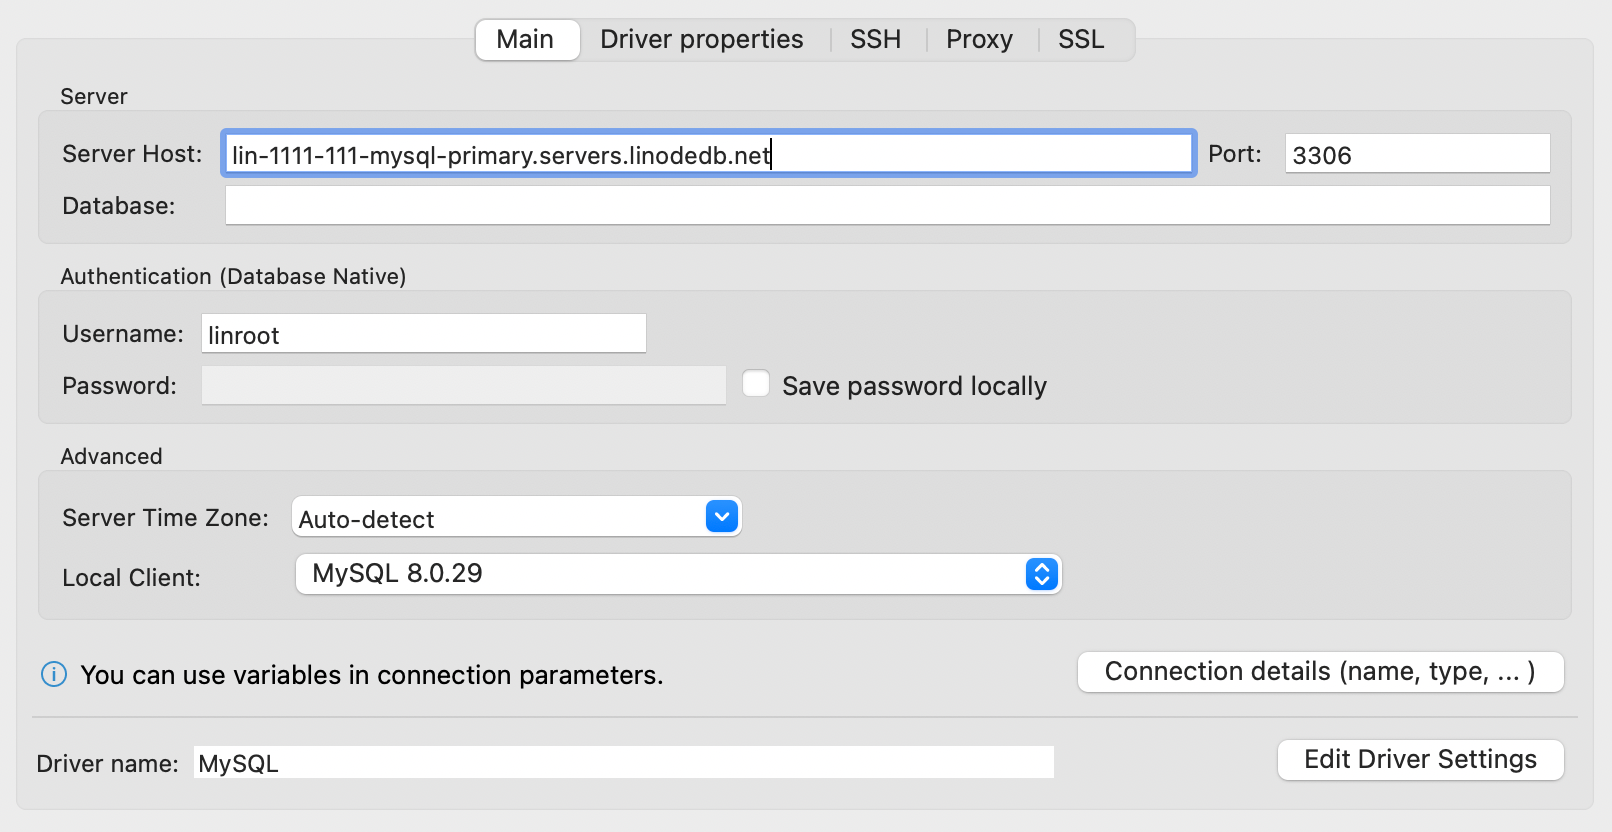 Main Driver properties SSH Proxy SSL
Server
Server Host: lin-1111-111-mysql-primary.servers.linodedb.net Port: 3306
Database:
Authentication (Database Native)
Username: linroot
Password: Save password locally
Advanced
Server Time Zone: Auto-detect
Local Client: MySQL 8.0.29
You can use variables in connection parameters. Connection details (name, type, ... )
Driver name: MySQL Edit Driver Settings